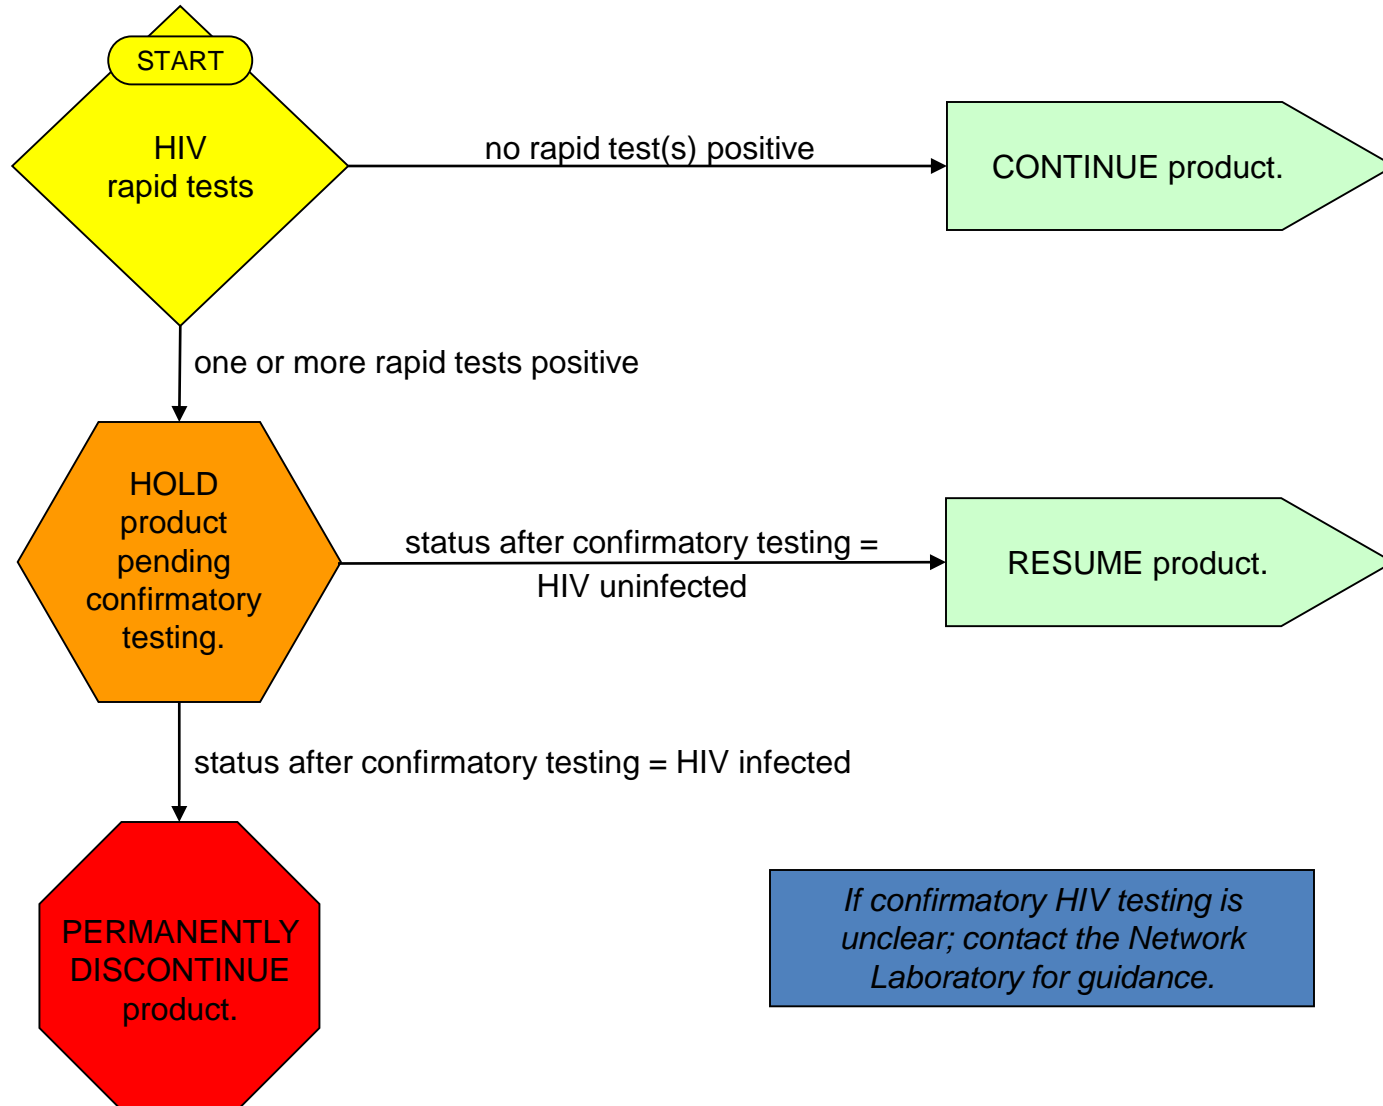 START
HIV
rapid tests
no rapid test(s) positive
CONTINUE product.
one or more rapid tests positive
HOLD
product
pending
confirmatory
testing.
status after confirmatory testing =
HIV uninfected
RESUME product.
status after confirmatory testing = HIV infected
PERMANENTLY
DISCONTINUE
product.
If confirmatory HIV testing is
unclear; contact the Network
Laboratory for guidance.